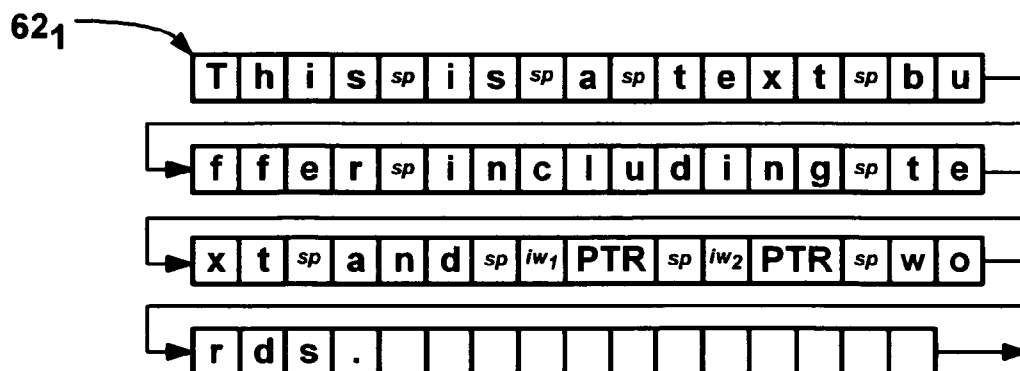 62₁
T h i s sp i s sp a sp t e x t sp b u
f f e r sp i n c l u d i n g sp t e
x t sp a n d sp iw₁ PTR sp iw₂ PTR sp w o
r d s .